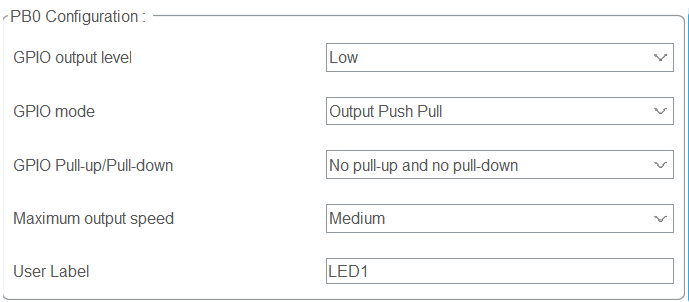 PB0 Configuration :
GPIO output level Low
GPIO mode Output Push Pull
GPIO Pull-up/Pull-down No pull-up and no pull-down
Maximum output speed Medium
User Label LED1